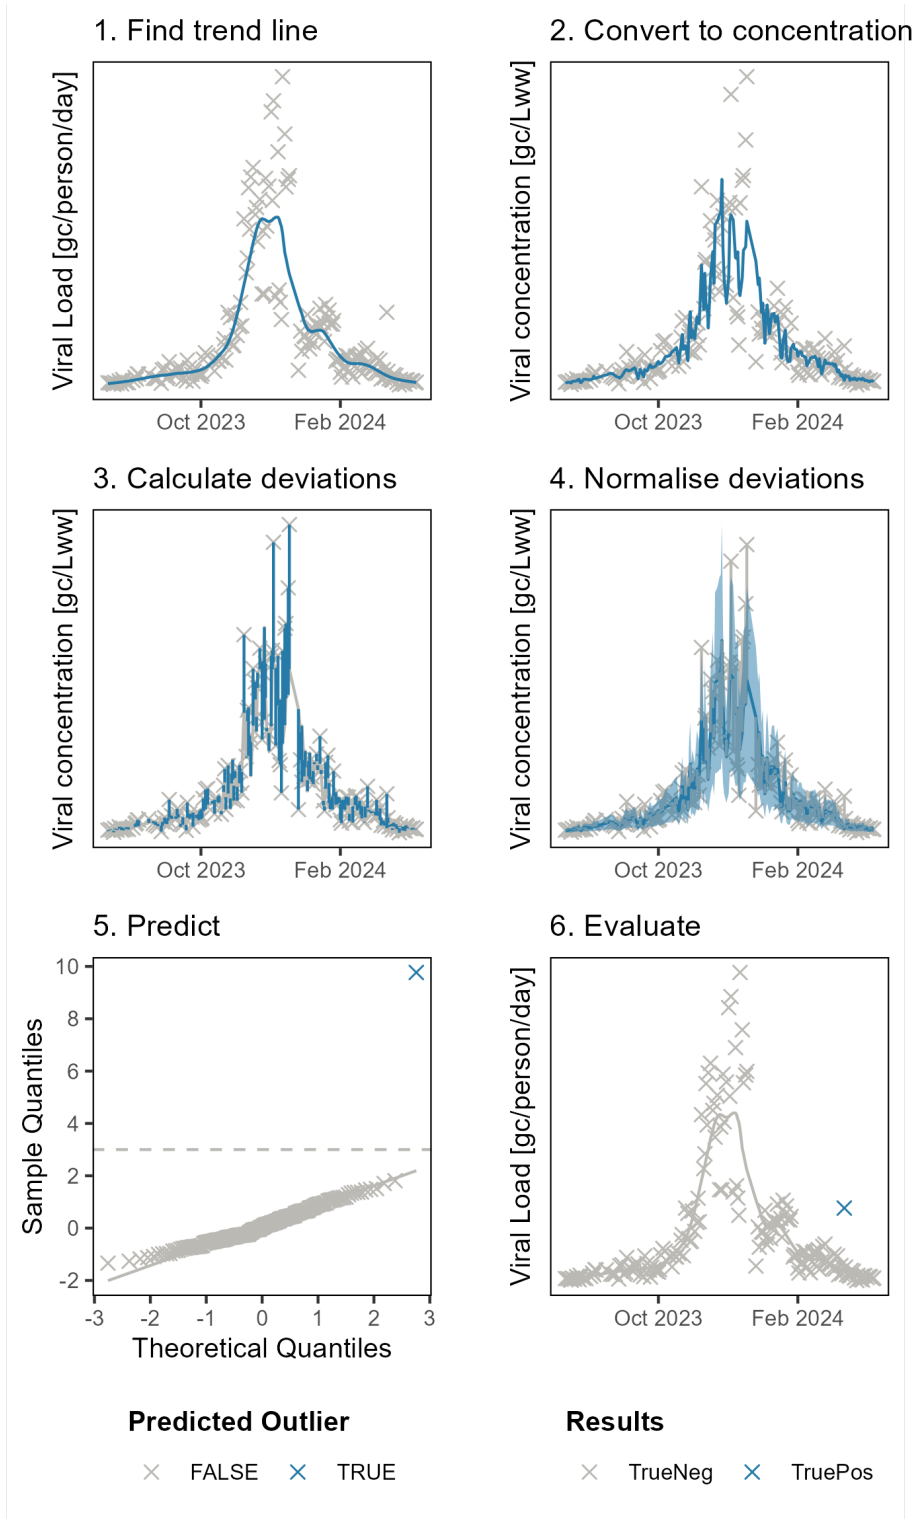 1. Find trend line
2. Convert to concentration
Viral Load [gc/person/day]
Viral concentration [gc/Lww]
Oct 2023 Feb 2024
Oct 2023 Feb 2024
3. Calculate deviations
4. Normalise deviations
Viral concentration [gc/Lww]
Viral concentration [gc/Lww]
Oct 2023 Feb 2024
Oct 2023 Feb 2024
5. Predict
6. Evaluate
Sample Quantiles
10
8
6
4
2
0
-2
-3 -2 -1 0 1 2 3
Theoretical Quantiles
Viral Load [gc/person/day]
Oct 2023 Feb 2024
Predicted Outlier
FALSE TRUE
Results
TrueNeg TruePos